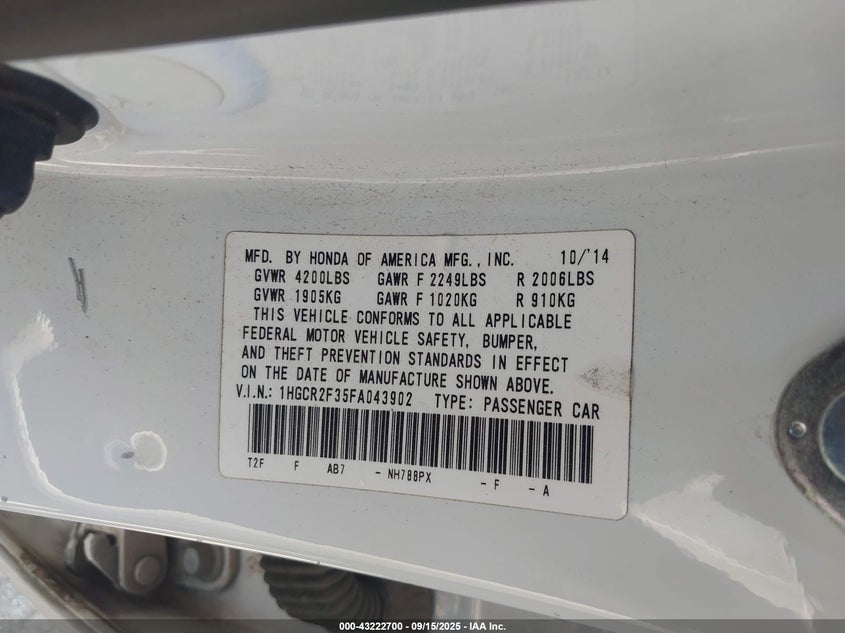 MFD. BY HONDA OF AMERICA MFG., INC. 10/'14
GVWR 4200LBS GAWR F 2249LBS R 2006LBS
GVWR 1905KG GAWR F 1020KG R 910KG
THIS VEHICLE CONFORMS TO ALL APPLICABLE
FEDERAL MOTOR VEHICLE SAFETY, BUMPER,
AND THEFT PREVENTION STANDARDS IN EFFECT
ON THE DATE OF MANUFACTURE SHOWN ABOVE.
V.I.N.: 1HGCR2F35FA043902 TYPE: PASSENGER CAR
T2F F AB7 - NH788PX - F - A
000-43222700 - 09/15/2025 - IAA Inc.